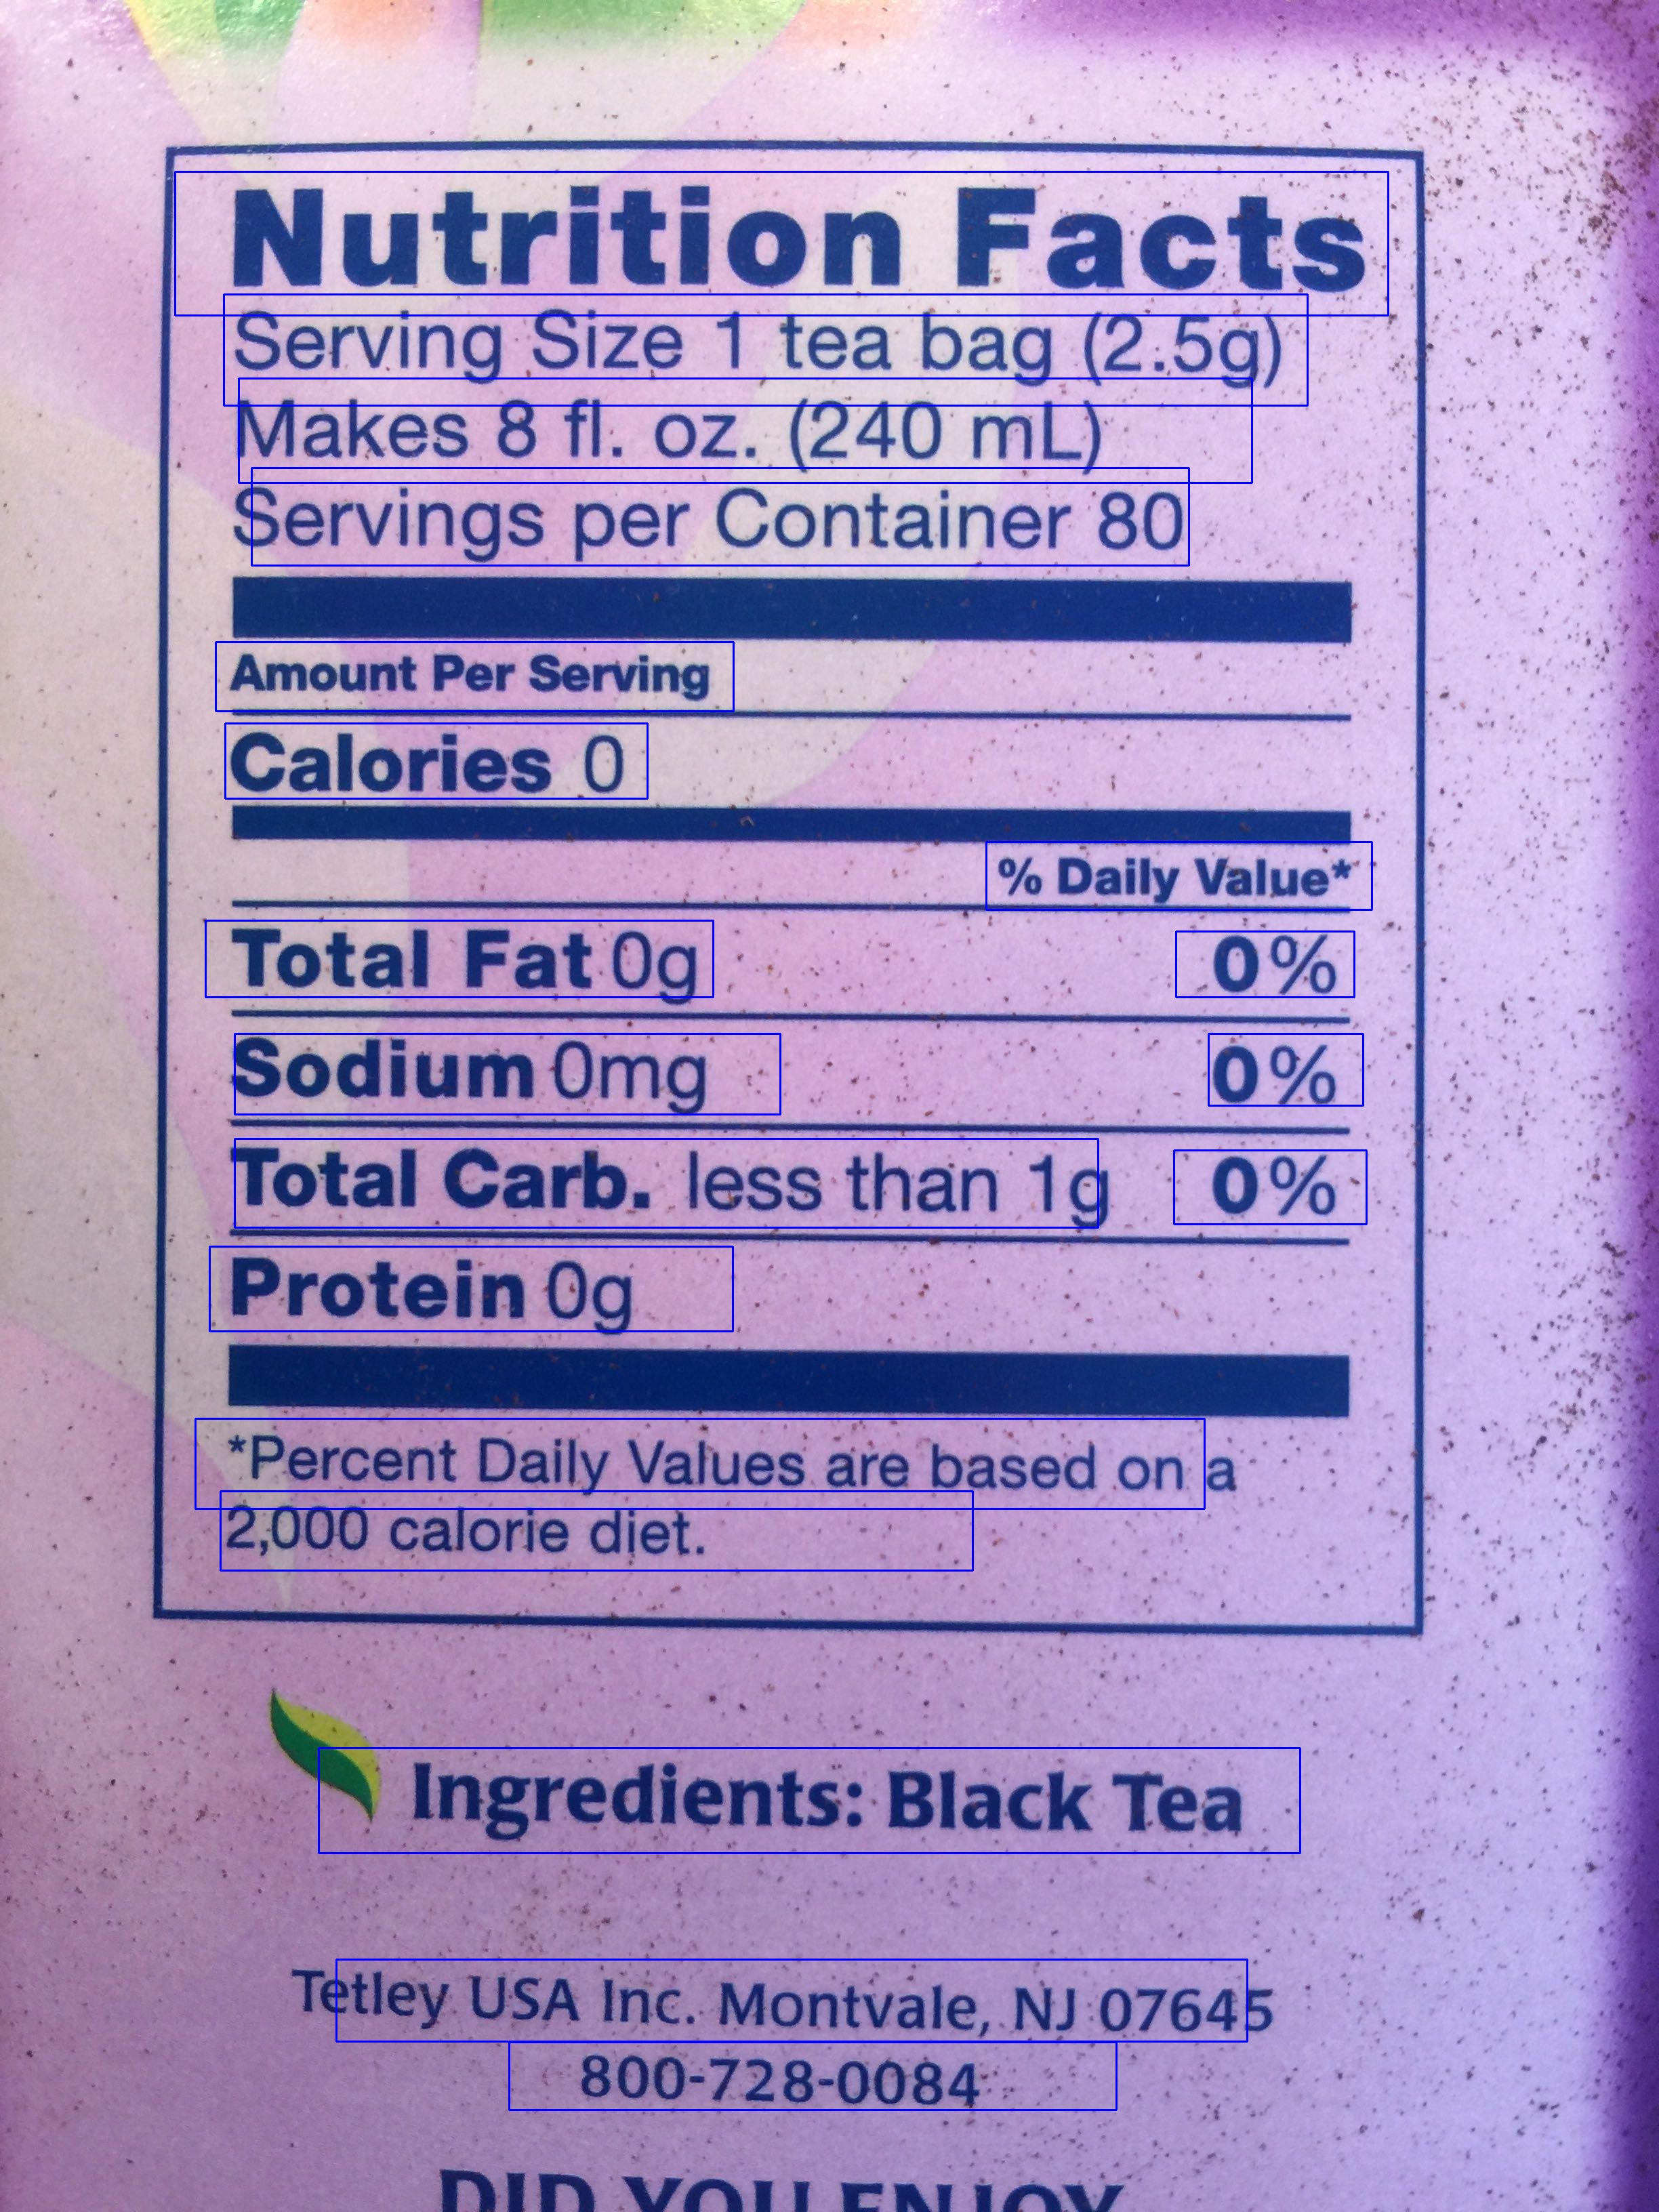 Nutrition Facts
Serving Size 1 tea bag (2.5g)
Makes 8 fl. oz. (240 mL)
Servings per Container 80
Amount Per Serving
Calories 0
% Daily Value*
Total Fat 0g 0%
Sodium 0mg 0%
Total Carb. less than 1g 0%
Protein 0g
*Percent Daily Values are based on a
2,000 calorie diet.
Ingredients: Black Tea
Tetley USA Inc. Montvale, NJ 07645
800-728-0084
DID YOU ENJOY